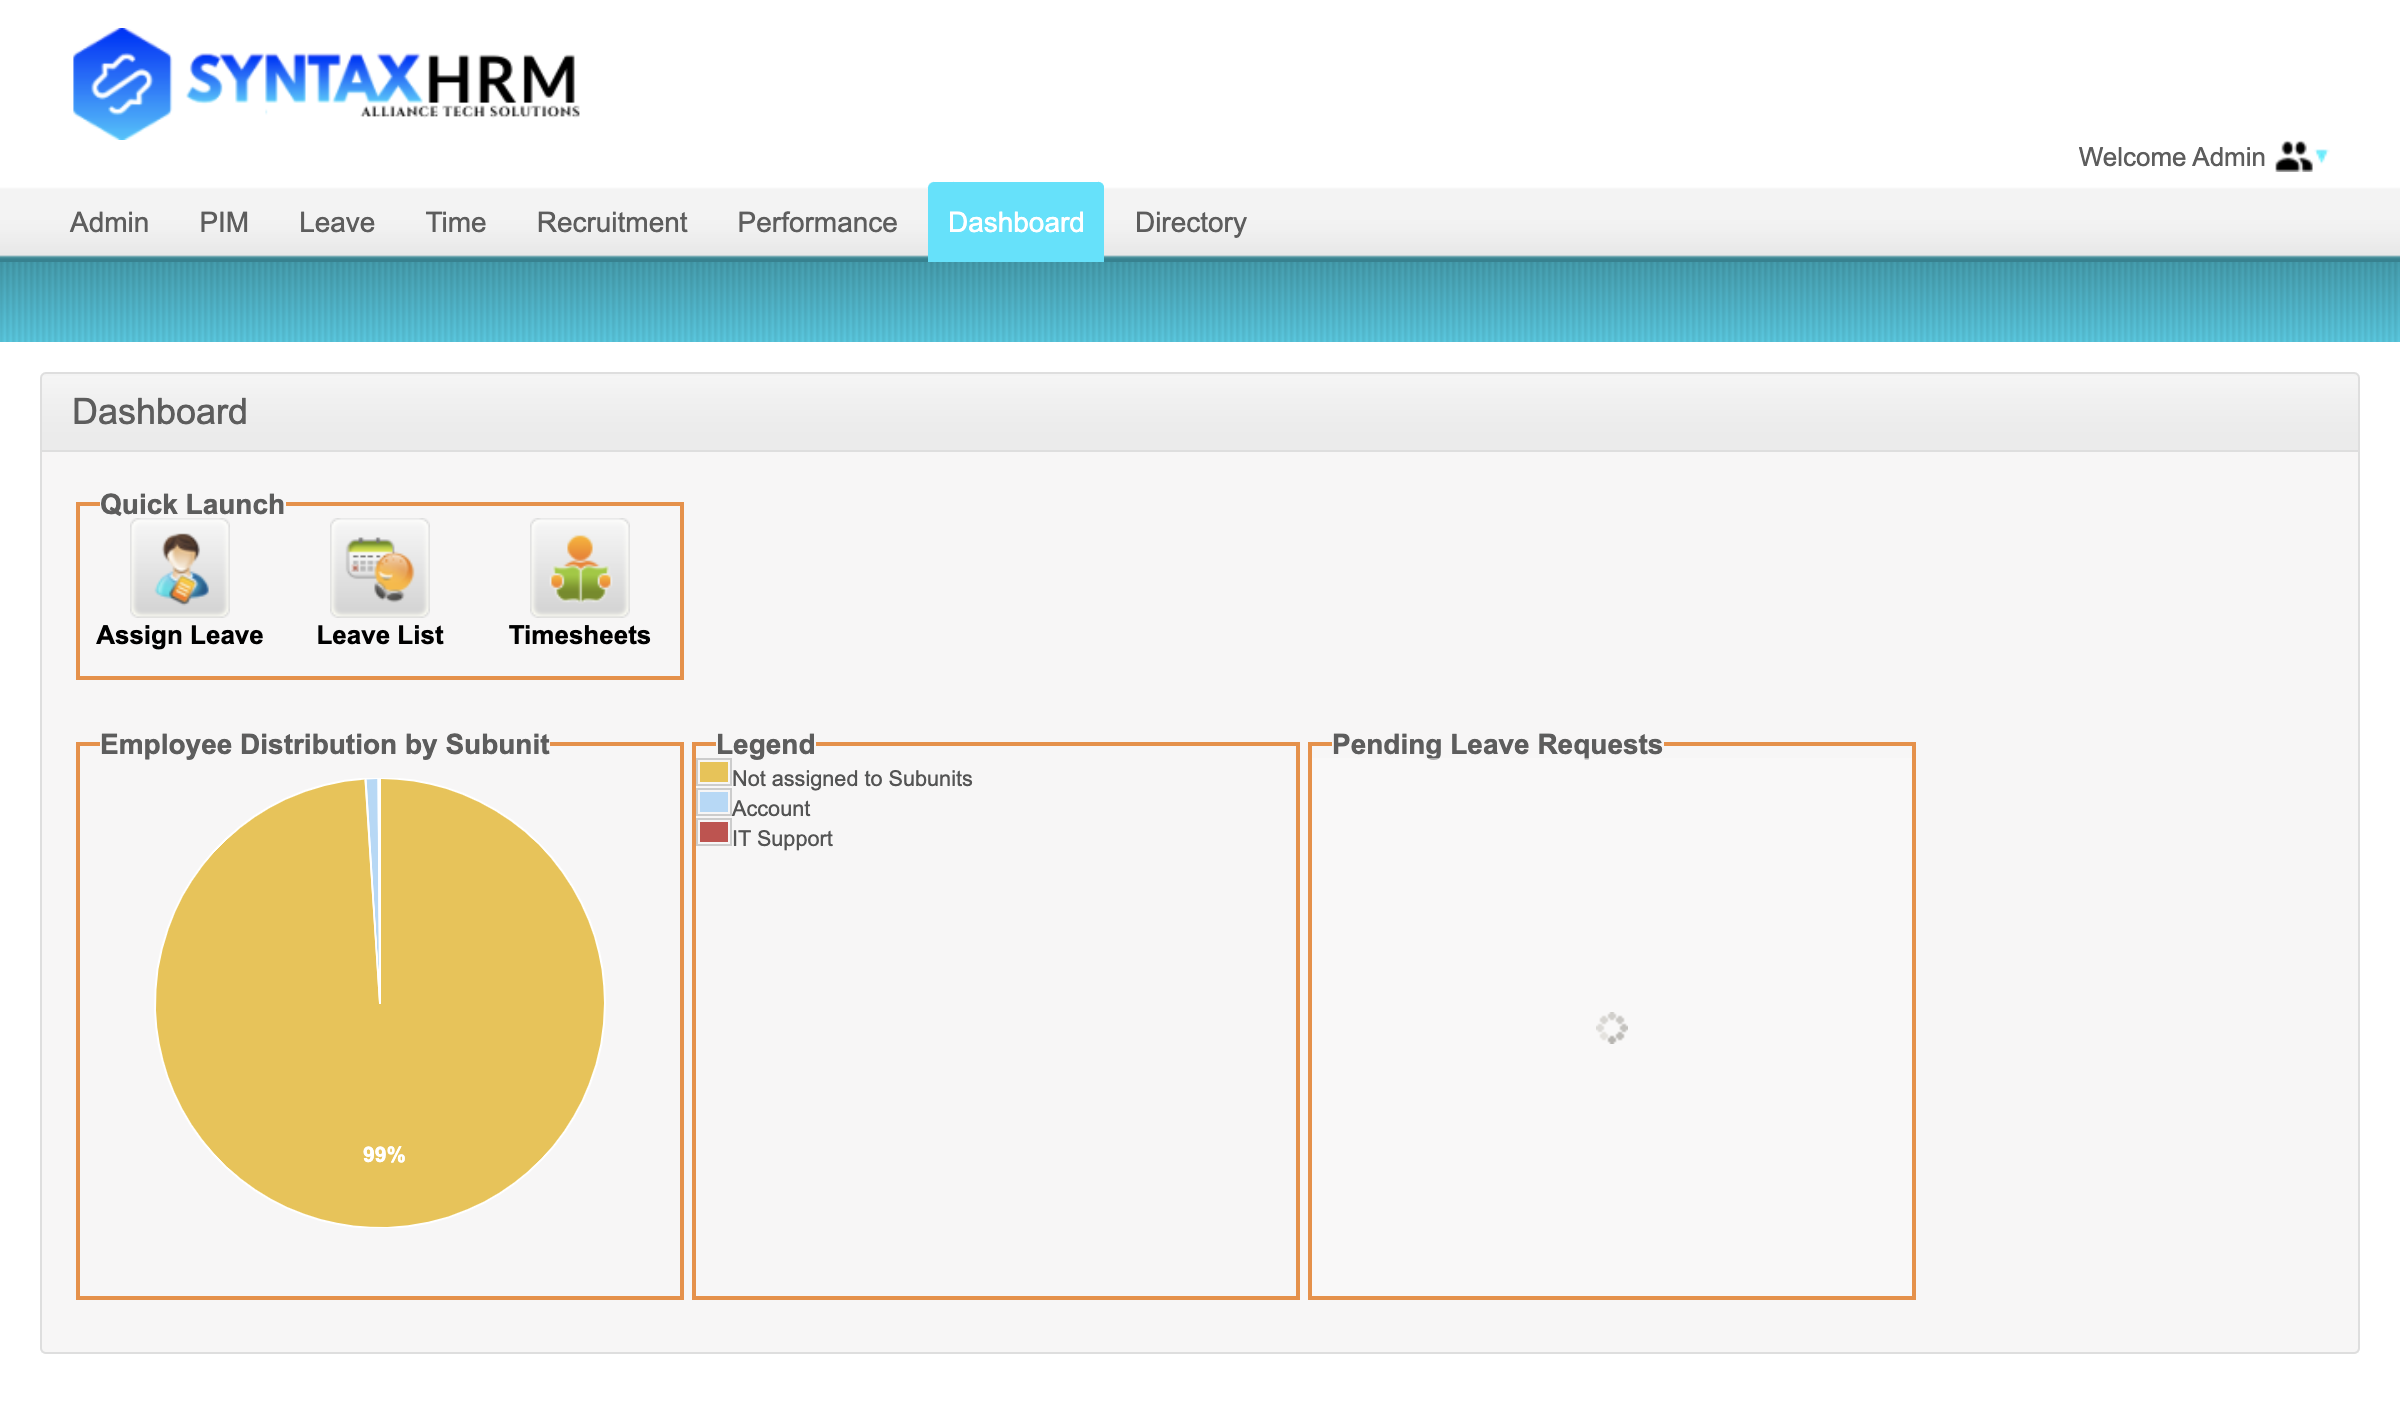 SYNTAXHRM
ALLIANCE TECH SOLUTIONS
Welcome Admin
Admin PIM Leave Time Recruitment Performance Dashboard Directory
Dashboard
Quick Launch
Assign Leave Leave List Timesheets
Employee Distribution by Subunit
99%
Legend
Not assigned to Subunits
Account
IT Support
Pending Leave Requests